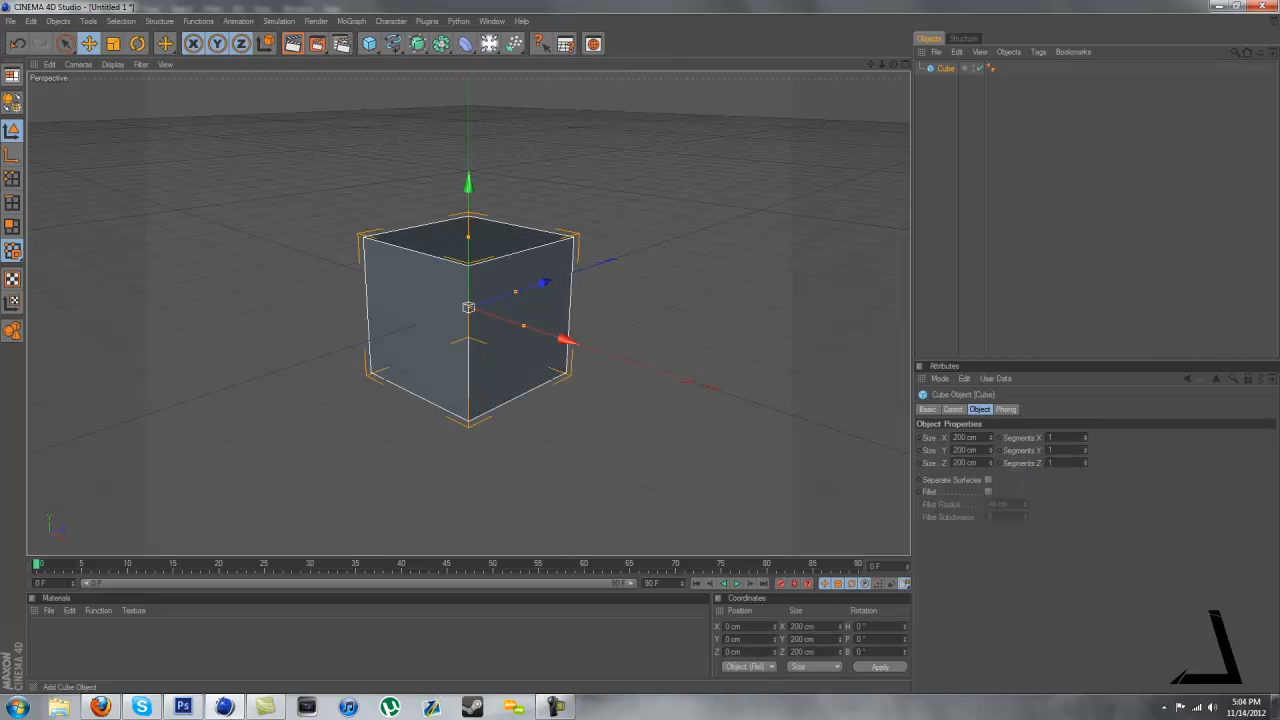 CINEMA 4D Studio - [Untitled 1 *]
File Edit Objects Tools Selection Structure Functions Animation Simulation Render MoGraph Character Plugins Python Window Help
Edit Cameras Display Filter View
Perspective
Y
Objects Structure
File Edit View Objects Tags Bookmarks
Cube
Attributes
Mode Edit User Data
Cube Object [Cube]
Basic Coord. Object Phong
Object Properties
Size . X 200 cm Segments X 1
Size . Y 200 cm Segments Y 1
Size . Z 200 cm Segments Z 1
Separate Surfaces
Fillet
Fillet Radius 40 cm
Fillet Subdivision 5
0 5 10 15 20 25 30 35 40 45 50 55 60 65 70 75 80 85 90 0 F
0 F 0 F 90 F 90 F
Materials
File Edit Function Texture
Coordinates
Position Size Rotation
X 0 cm X 200 cm H 0 °
Y 0 cm Y 200 cm P 0 °
Z 0 cm Z 200 cm B 0 °
Object (Rel) Size Apply
MAXON CINEMA 4D
Add Cube Object
5:04 PM
11/14/2012